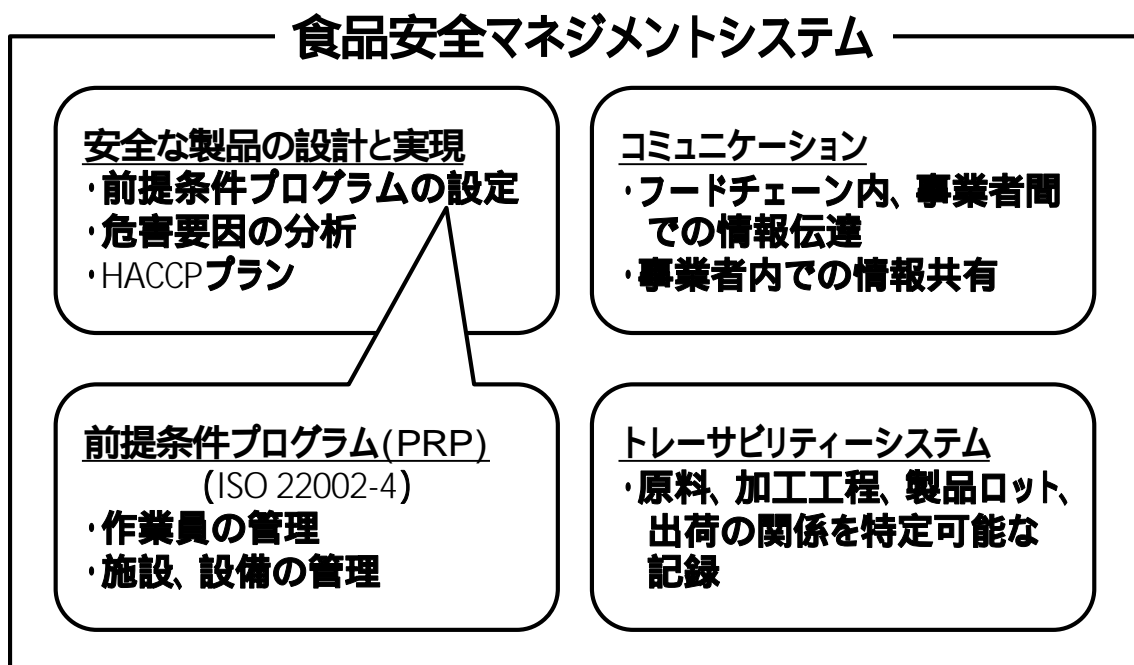 食品安全マネジメントシステム
安全な製品の設計と実現
・前提条件プログラムの設定
・危害要因の分析
・HACCPプラン
コミュニケーション
・フードチェーン内、事業者間
での情報伝達
・事業者内での情報共有
前提条件プログラム(PRP)
(ISO 22002-4)
・作業員の管理
・施設、設備の管理
トレーサビリティーシステム
・原料、加工工程、製品ロット、
出荷の関係を特定可能な
記録